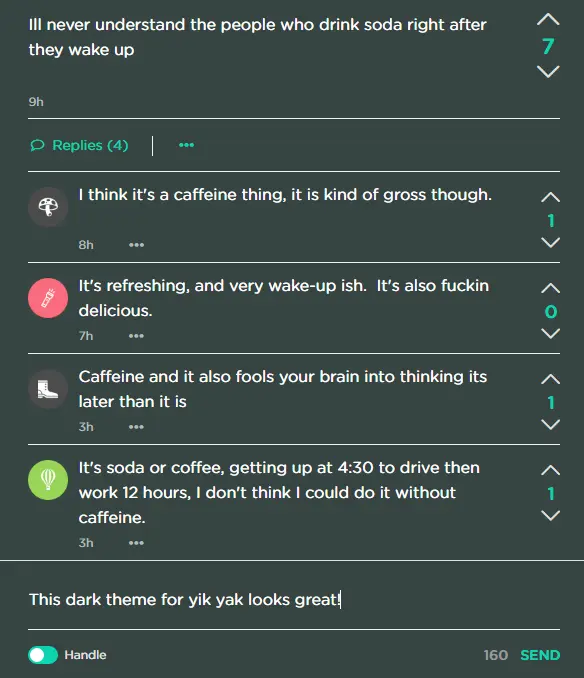 Ill never understand the people who drink soda right after
they wake up
7
9h
Replies (4)
I think it's a caffeine thing, it is kind of gross though.
1
8h
It's refreshing, and very wake-up ish.  It's also fuckin
delicious.
0
7h
Caffeine and it also fools your brain into thinking its
later than it is
1
3h
It's soda or coffee, getting up at 4:30 to drive then
work 12 hours, I don't think I could do it without
caffeine.
1
3h
This dark theme for yik yak looks great!
Handle
160 SEND